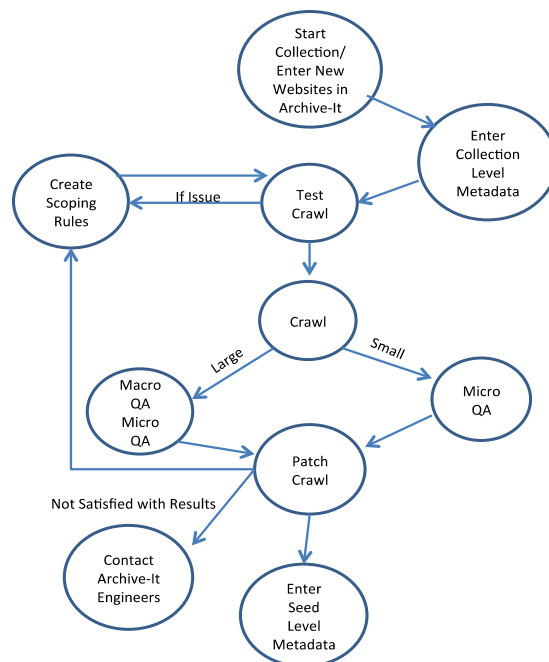 Start
Collection/
Enter New
Websites in
Archive-It
Enter
Collection
Level
Metadata
Create
Scoping
Rules
If Issue
Test
Crawl
Crawl
Large
Small
Macro
QA
Micro
QA
Micro
QA
Patch
Crawl
Not Satisfied with Results
Contact
Archive-It
Engineers
Enter
Seed
Level
Metadata